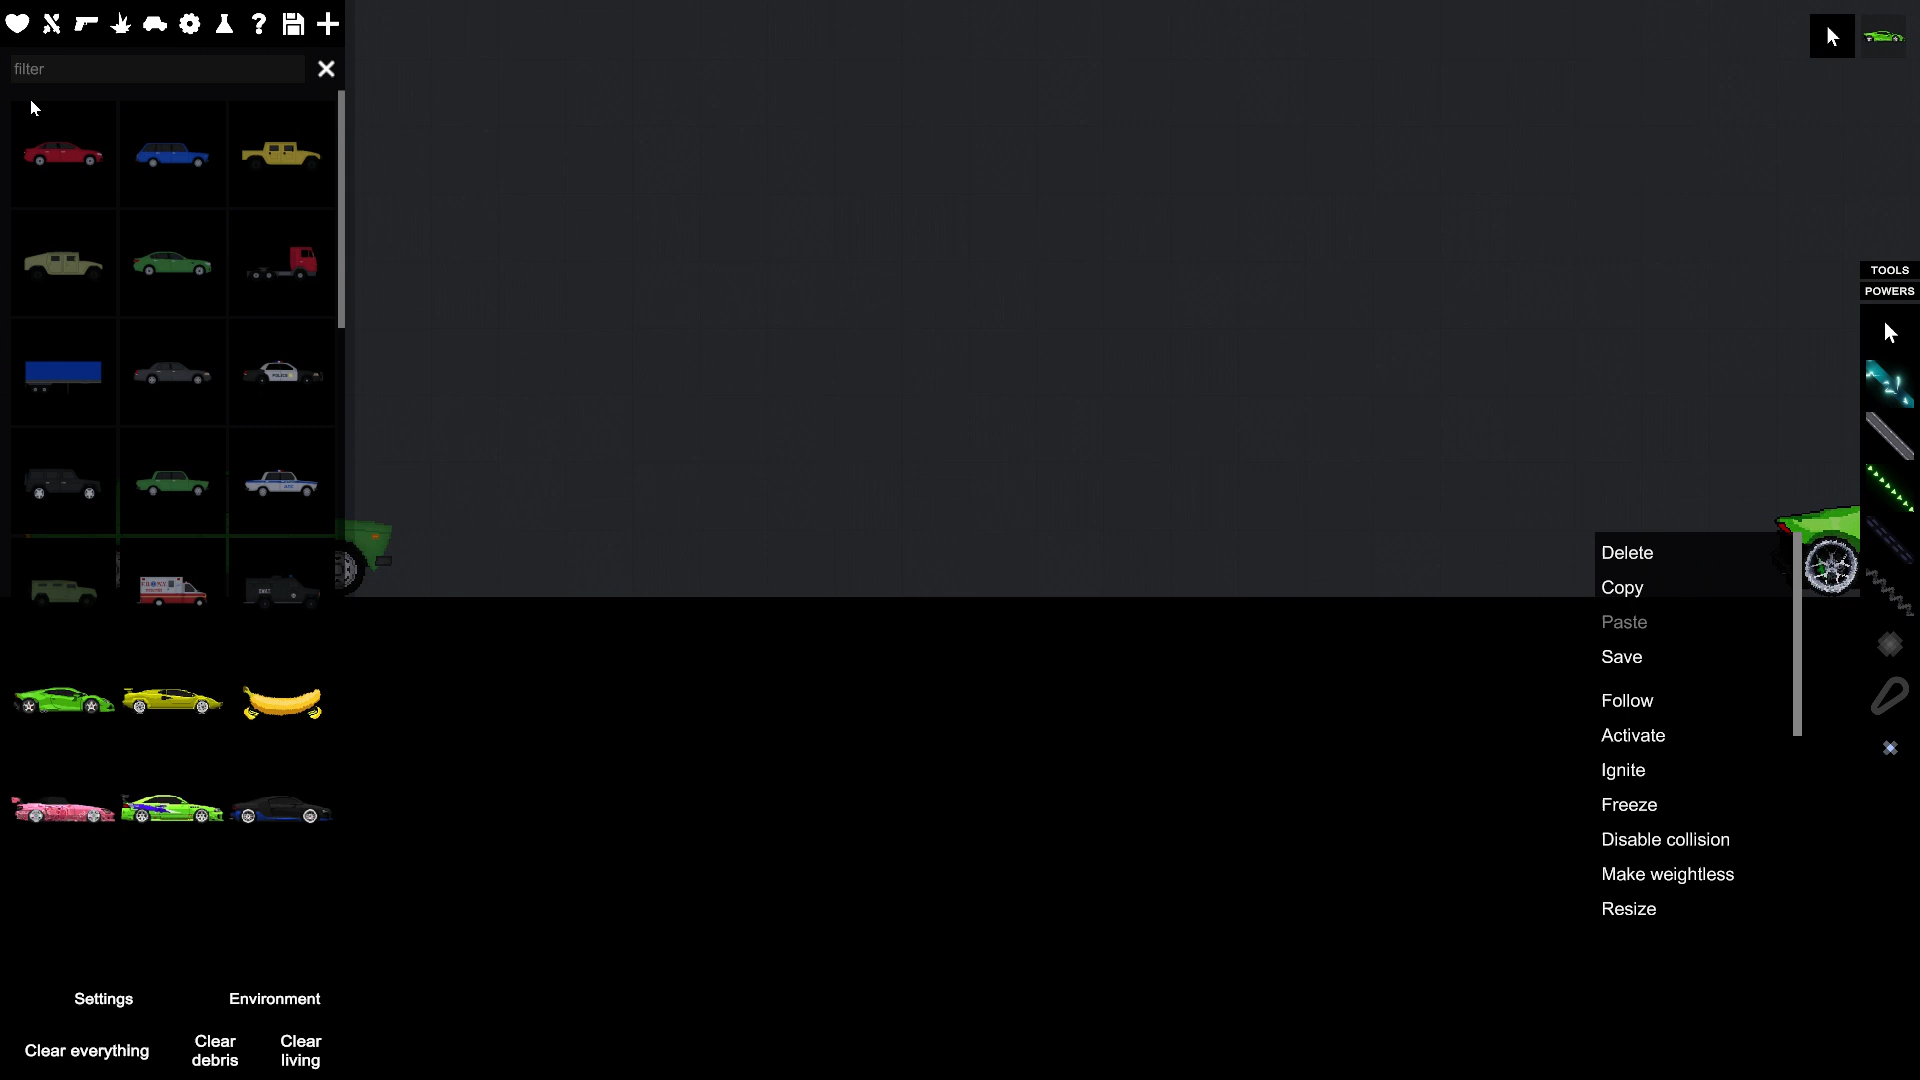 filter
TOOLS
POWERS
POLICE
Delete
Copy
Paste
Save
Follow
Activate
Ignite
Freeze
Disable collision
Make weightless
Resize
Settings
Environment
Clear everything
Clear
debris
Clear
living